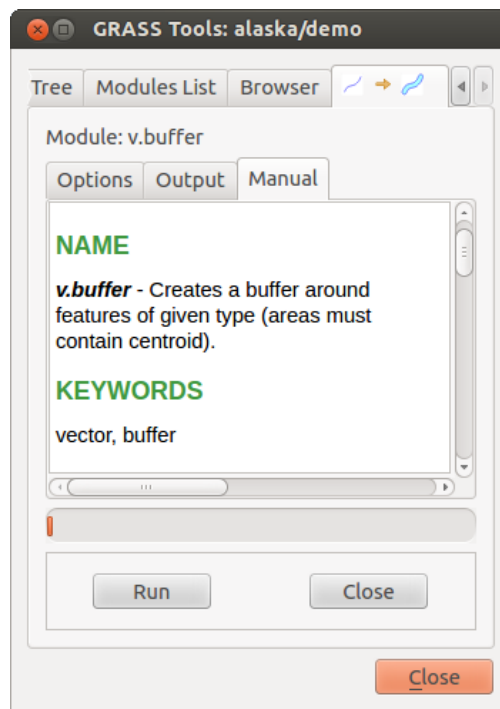 GRASS Tools: alaska/demo
Tree Modules List Browser
Module: v.buffer
Options Output Manual
NAME
v.buffer - Creates a buffer around
features of given type (areas must
contain centroid).
KEYWORDS
vector, buffer
Run Close
Close